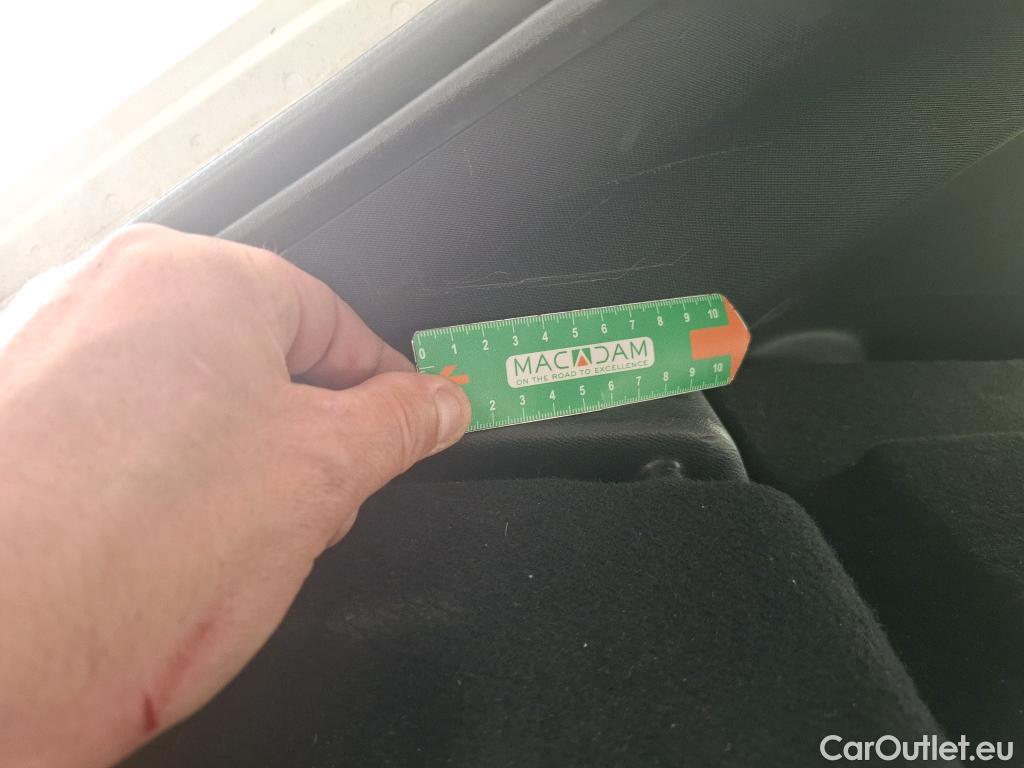 0 1 2 3 4 5 6 7 8 9 10
MACADAM
ON THE ROAD TO EXCELLENCE
2 3 4 5 6 7 8 9 10
CarOutlet.eu